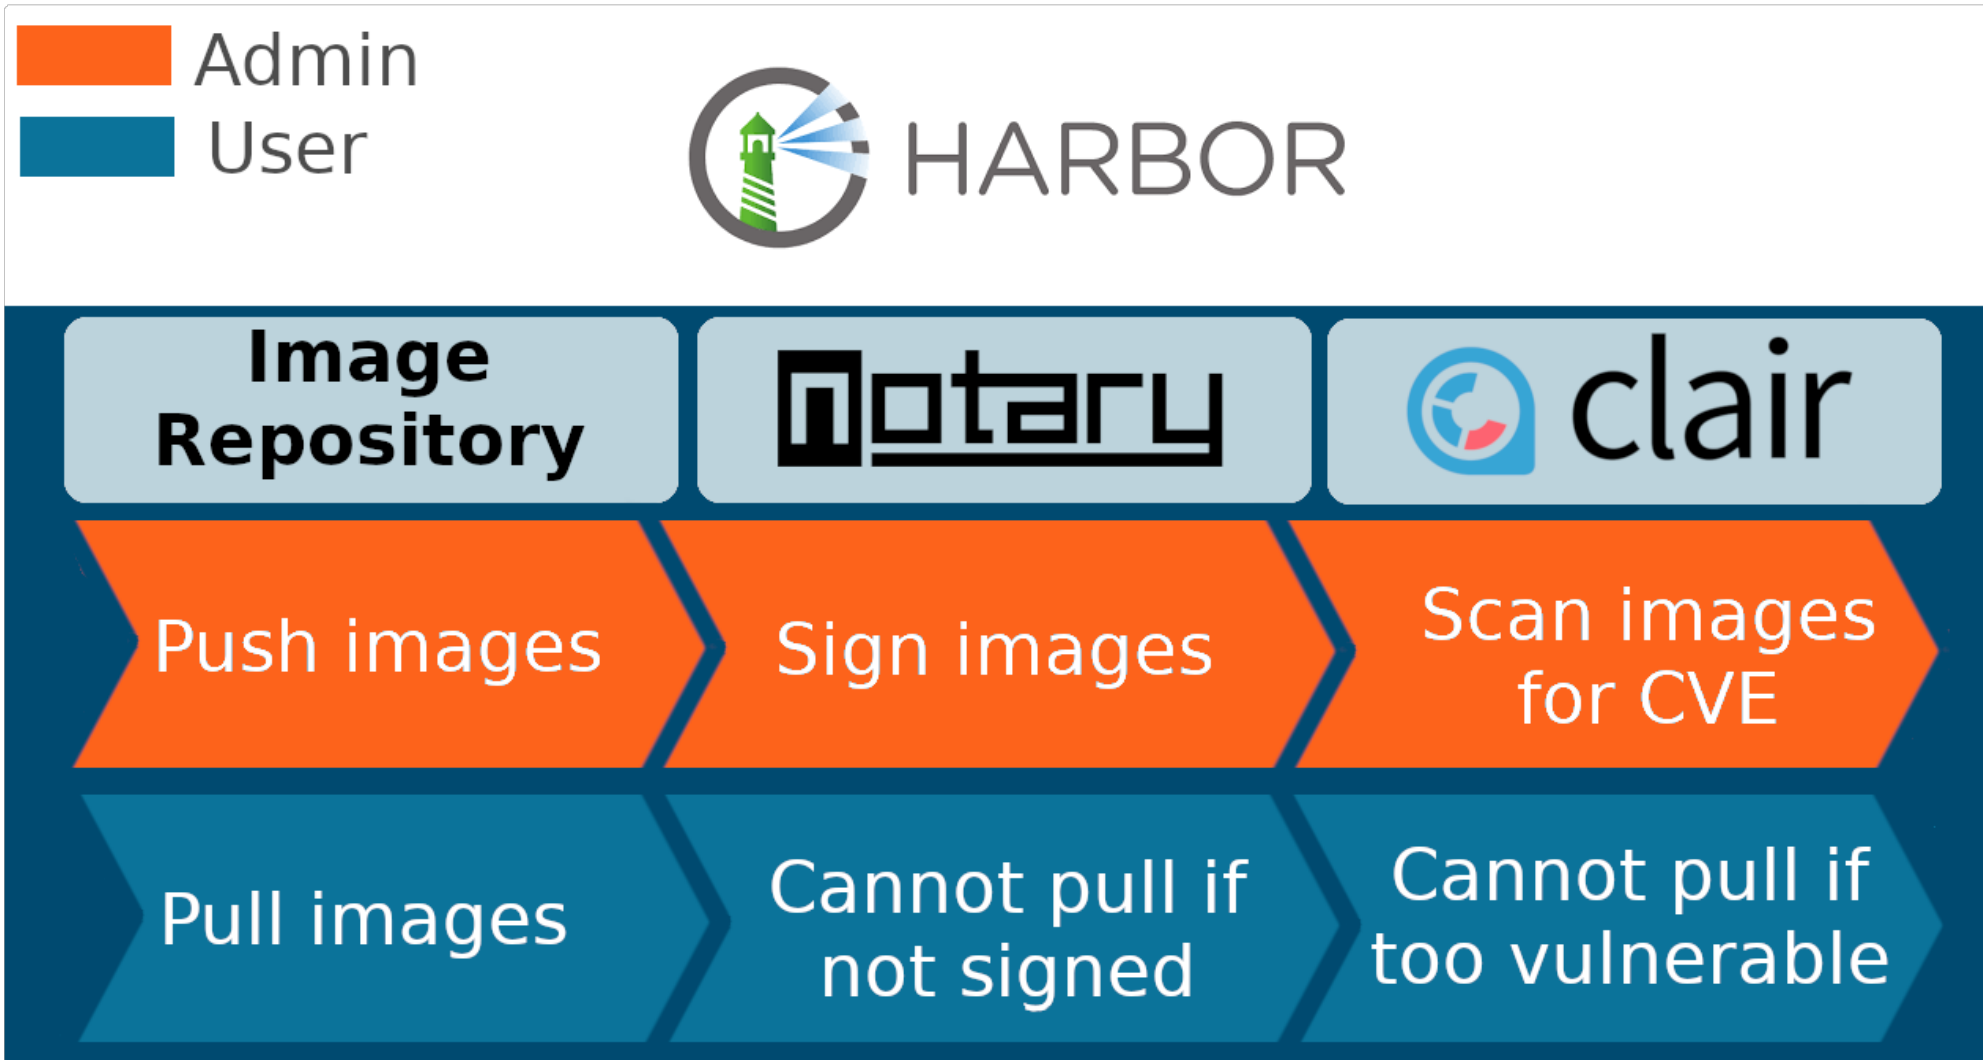 Admin
User
HARBOR
Image
Repository
notary
clair
Push images
Sign images
Scan images
for CVE
Pull images
Cannot pull if
not signed
Cannot pull if
too vulnerable